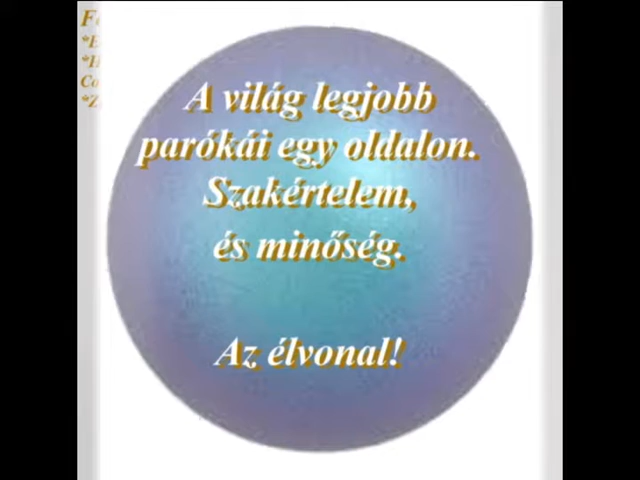 A világ legjobb
parókái egy oldalon.
Szakértelem,
és minőség.
Az élvonal!